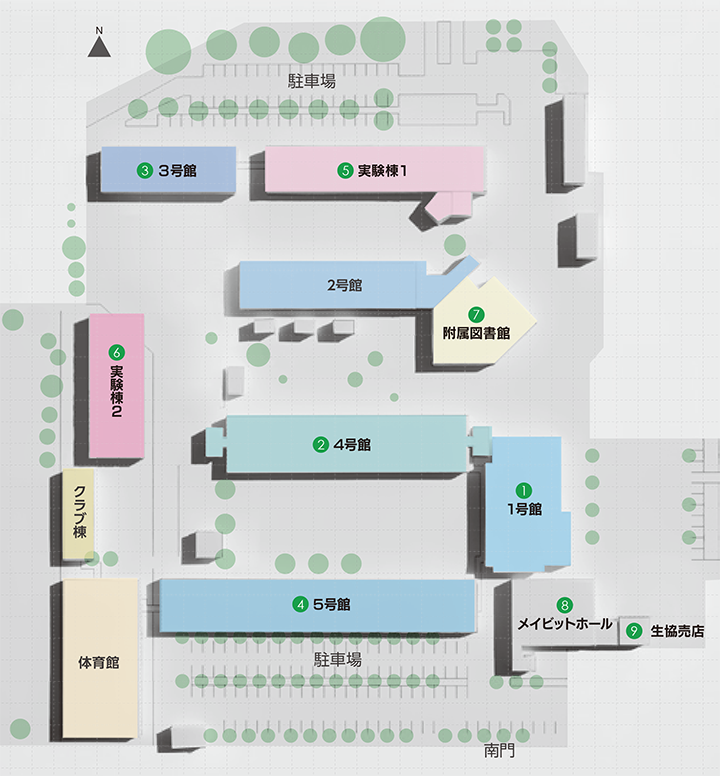 N
駐車場
3 3号館
5 実験棟1
2号館
7
附属図書館
6
実験棟2
2 4号館
クラブ棟
1
1号館
4 5号館
8
メイビットホール
9 生協売店
体育館
駐車場
南門